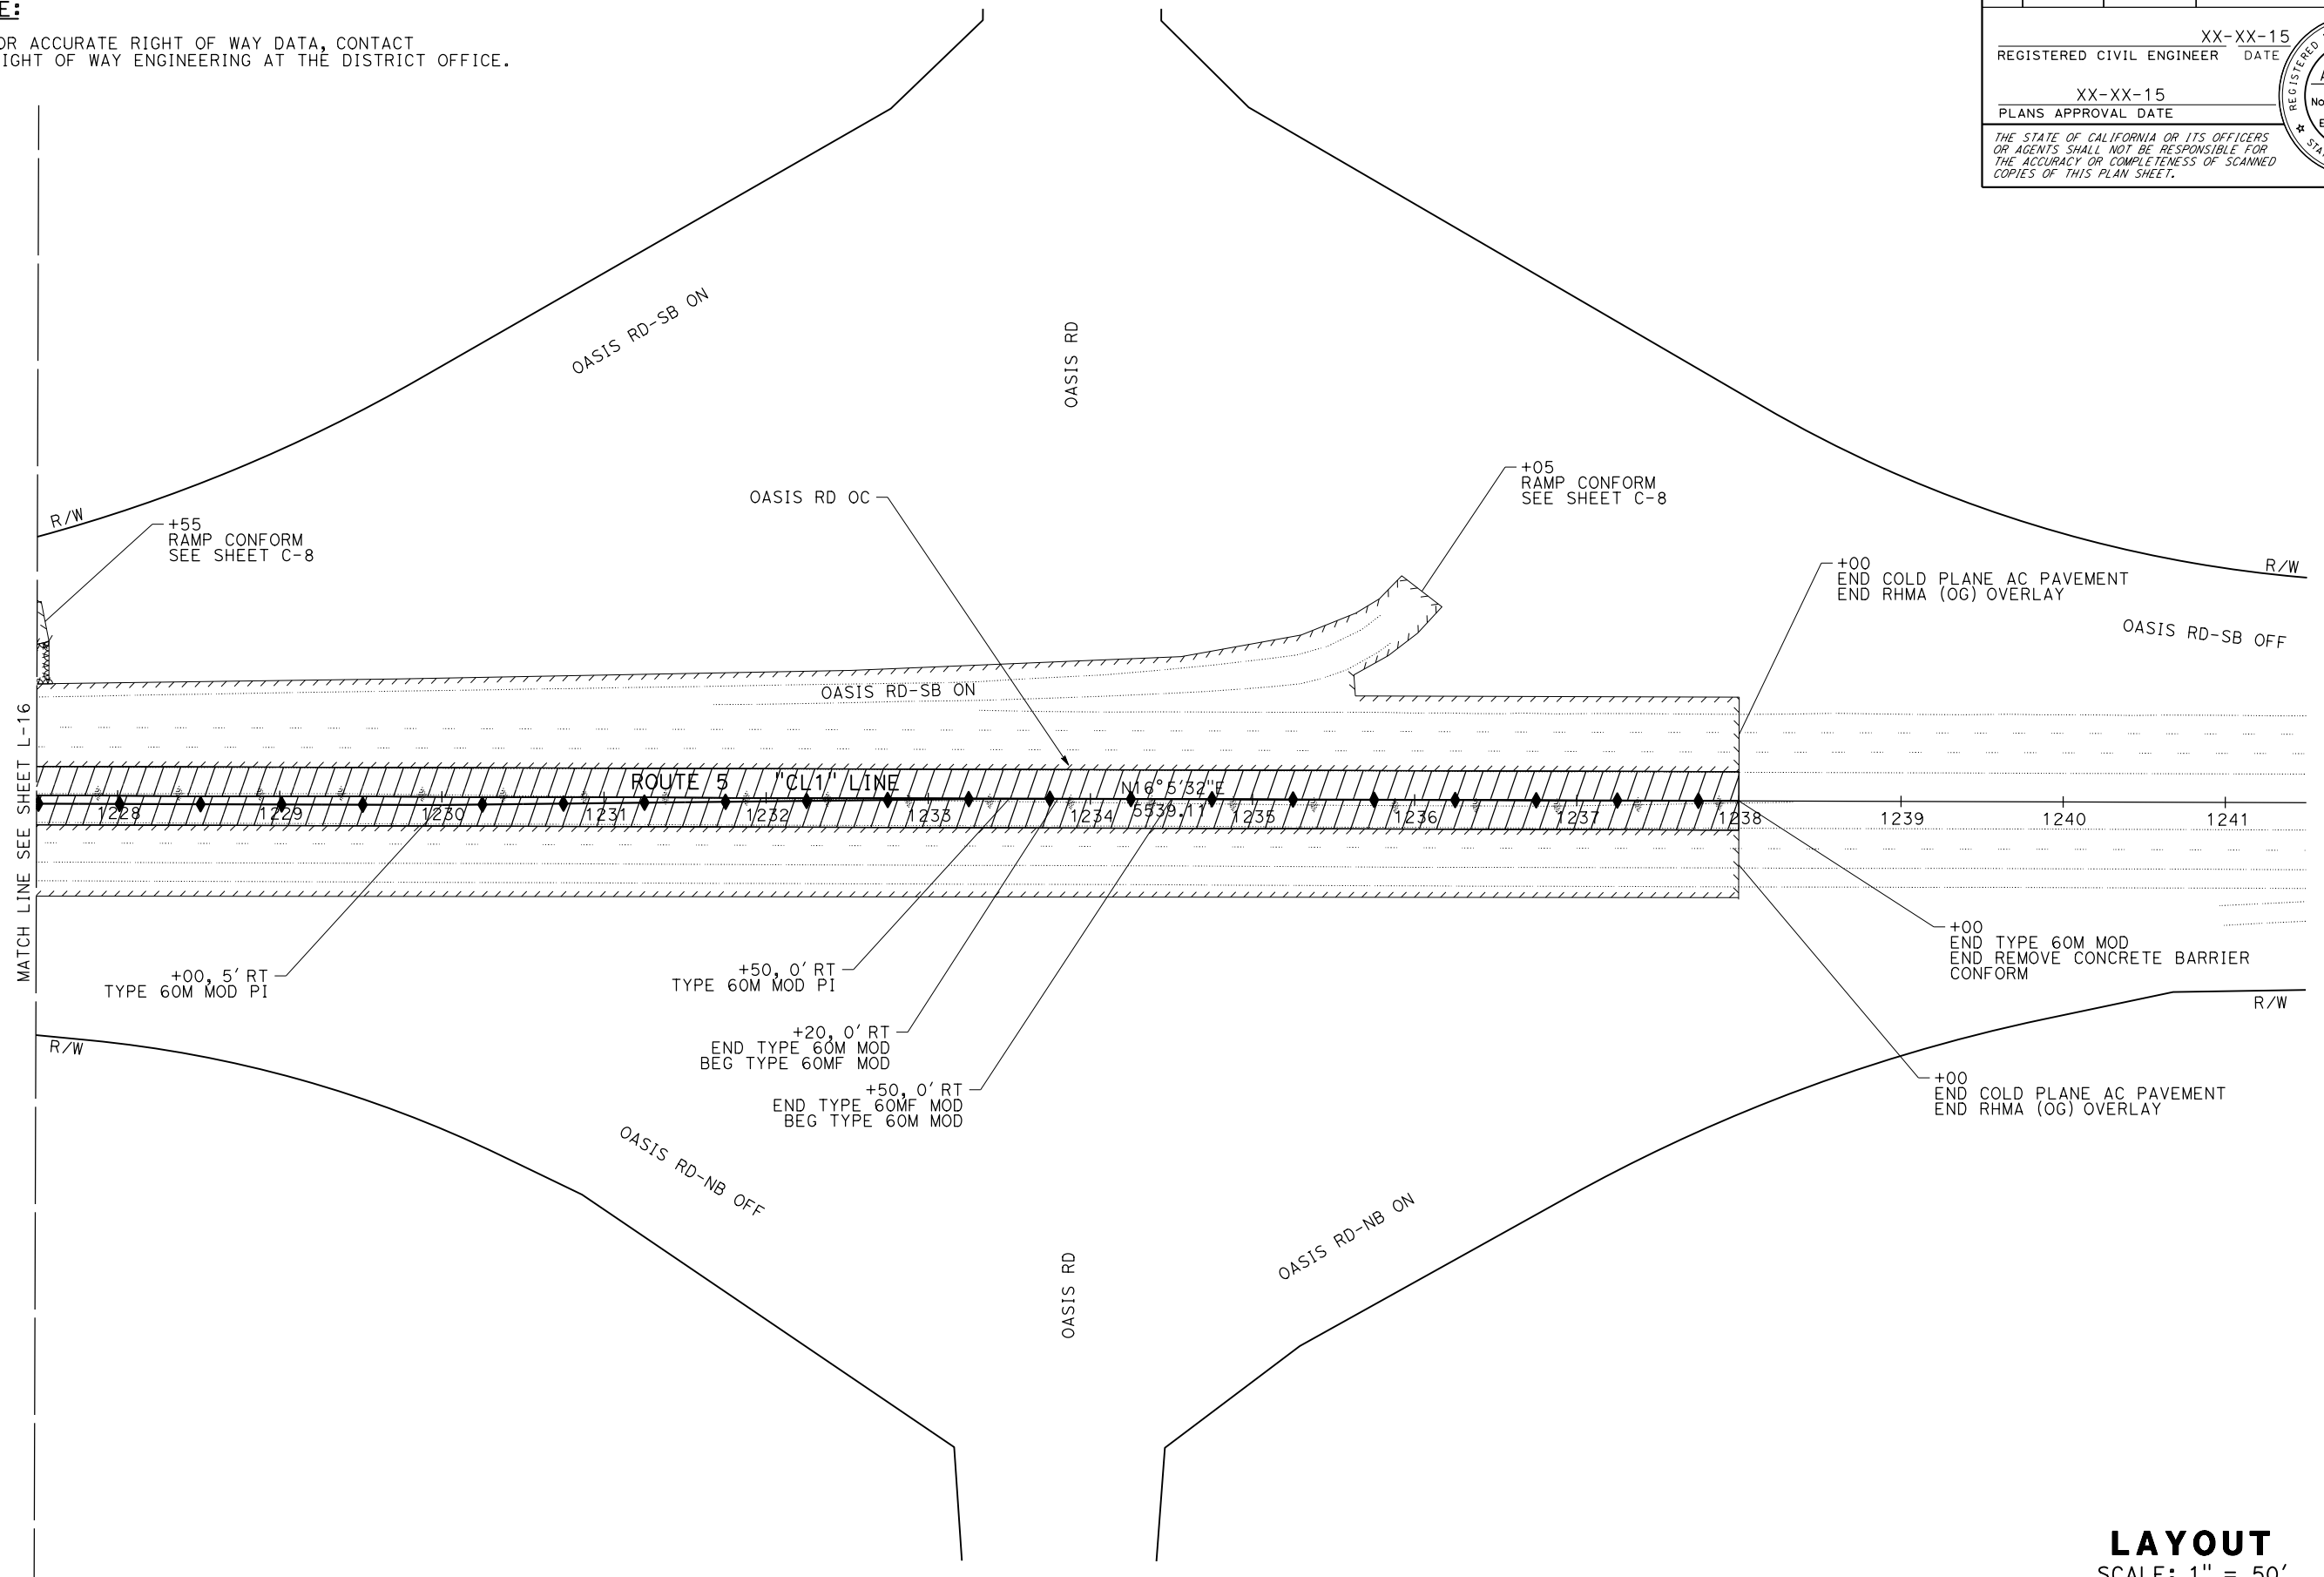 E:
OR ACCURATE RIGHT OF WAY DATA, CONTACT
IGHT OF WAY ENGINEERING AT THE DISTRICT OFFICE.
XX-XX-15
REGISTERED CIVIL ENGINEER DATE
XX-XX-15
PLANS APPROVAL DATE
THE STATE OF CALIFORNIA OR ITS OFFICERS
OR AGENTS SHALL NOT BE RESPONSIBLE FOR
THE ACCURACY OR COMPLETENESS OF SCANNED
COPIES OF THIS PLAN SHEET.
REGISTERED
No
OASIS RD-SB ON
OASIS RD
+05
RAMP CONFORM
SEE SHEET C-8
OASIS RD OC
R/W
+55
RAMP CONFORM
SEE SHEET C-8
+00
END COLD PLANE AC PAVEMENT
END RHMA (OG) OVERLAY
R/W
OASIS RD-SB OFF
OASIS RD-SB ON
MATCH LINE SEE SHEET L-16
ROUTE 5 "CL1" LINE
N16°5'32"E
5539.11'
1228 1229 1230 1231 1232 1233 1234 1235 1236 1237 1238 1239 1240 1241
+00, 5' RT
TYPE 60M MOD PI
+50, 0' RT
TYPE 60M MOD PI
+20, 0' RT
END TYPE 60M MOD
BEG TYPE 60MF MOD
+50, 0' RT
END TYPE 60MF MOD
BEG TYPE 60M MOD
+00
END TYPE 60M MOD
END REMOVE CONCRETE BARRIER
CONFORM
R/W
R/W
+00
END COLD PLANE AC PAVEMENT
END RHMA (OG) OVERLAY
OASIS RD-NB OFF
OASIS RD-NB ON
OASIS RD
LAYOUT
SCALE: 1" = 50'